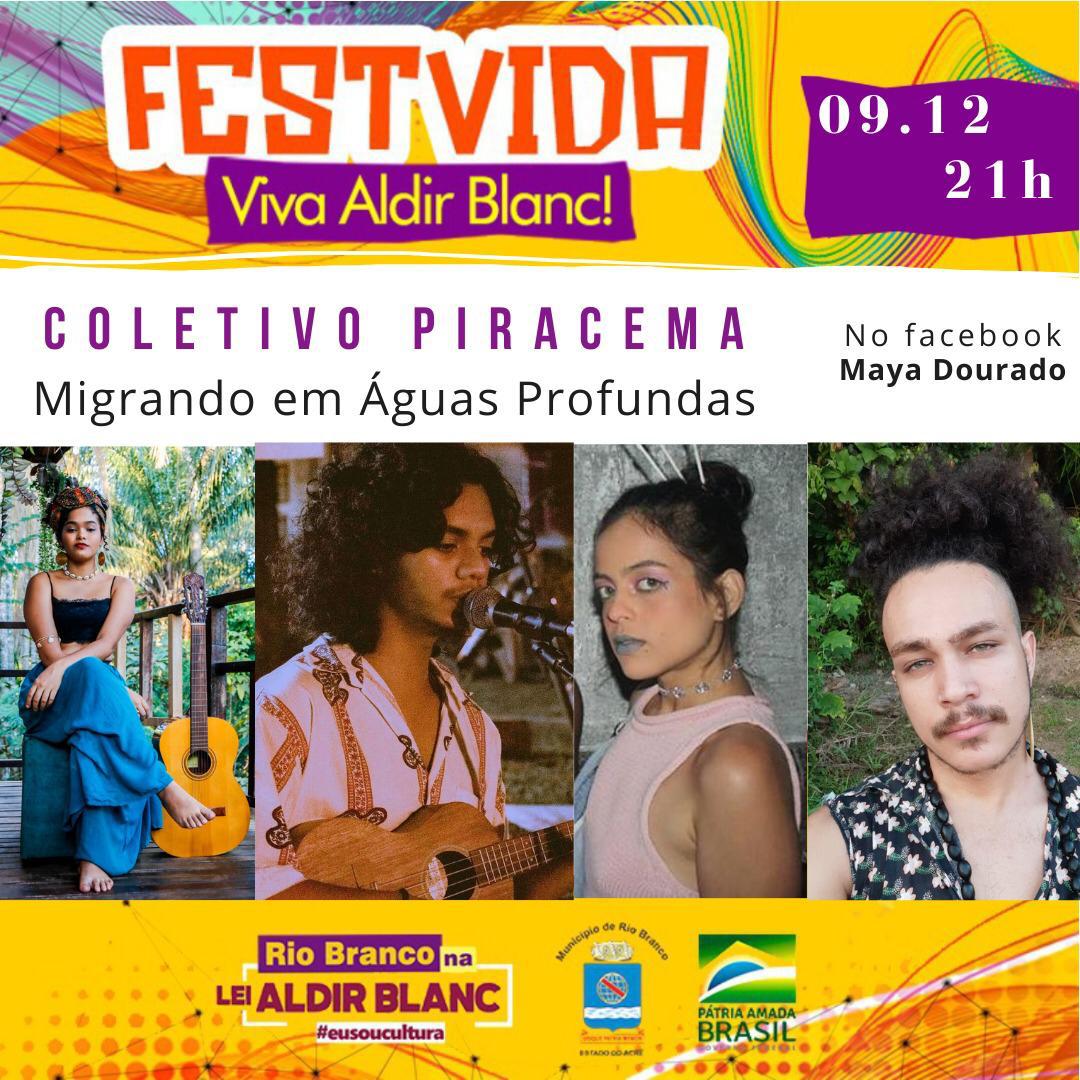 FESTVIDA
Viva Aldir Blanc!
09.12
21h
COLETIVO PIRACEMA
Migrando em Águas Profundas
No facebook
Maya Dourado
Rio Branco na
LEI ALDIR BLANC
#eusoucultura
Município de Rio Branco
ESTADO DO ACRE
PÁTRIA AMADA
BRASIL